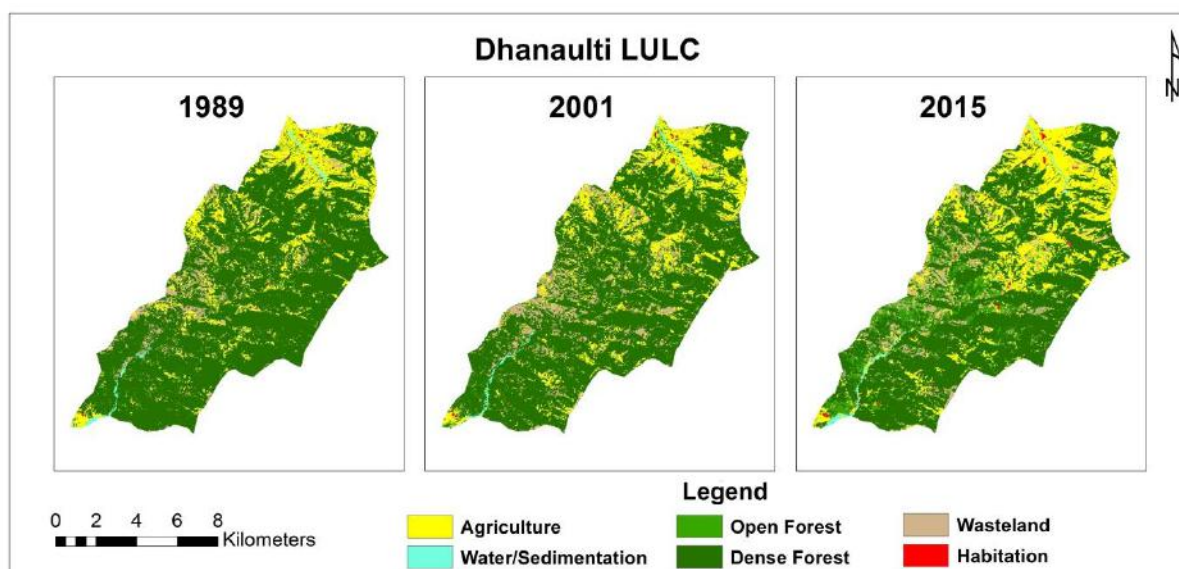 Dhanaulti LULC
N
1989
2001
2015
Legend
0 2 4 6 8
Kilometers
Agriculture
Open Forest
Wasteland
Water/Sedimentation
Dense Forest
Habitation